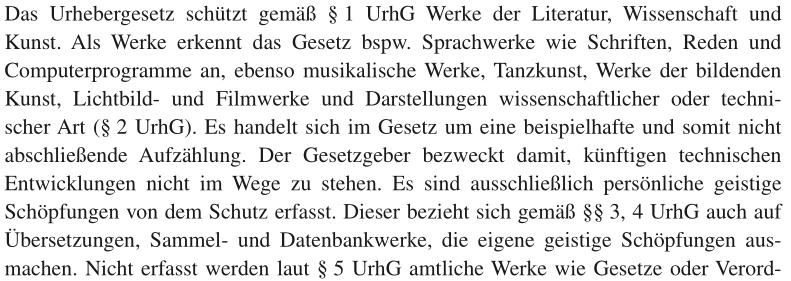 Das Urhebergesetz schützt gemäß § 1 UrhG Werke der Literatur, Wissenschaft und
Kunst. Als Werke erkennt das Gesetz bspw. Sprachwerke wie Schriften, Reden und
Computerprogramme an, ebenso musikalische Werke, Tanzkunst, Werke der bildenden
Kunst, Lichtbild- und Filmwerke und Darstellungen wissenschaftlicher oder techni-
scher Art (§ 2 UrhG). Es handelt sich im Gesetz um eine beispielhafte und somit nicht
abschließende Aufzählung. Der Gesetzgeber bezweckt damit, künftigen technischen
Entwicklungen nicht im Wege zu stehen. Es sind ausschließlich persönliche geistige
Schöpfungen von dem Schutz erfasst. Dieser bezieht sich gemäß §§ 3, 4 UrhG auch auf
Übersetzungen, Sammel- und Datenbankwerke, die eigene geistige Schöpfungen aus-
machen. Nicht erfasst werden laut § 5 UrhG amtliche Werke wie Gesetze oder Verord-